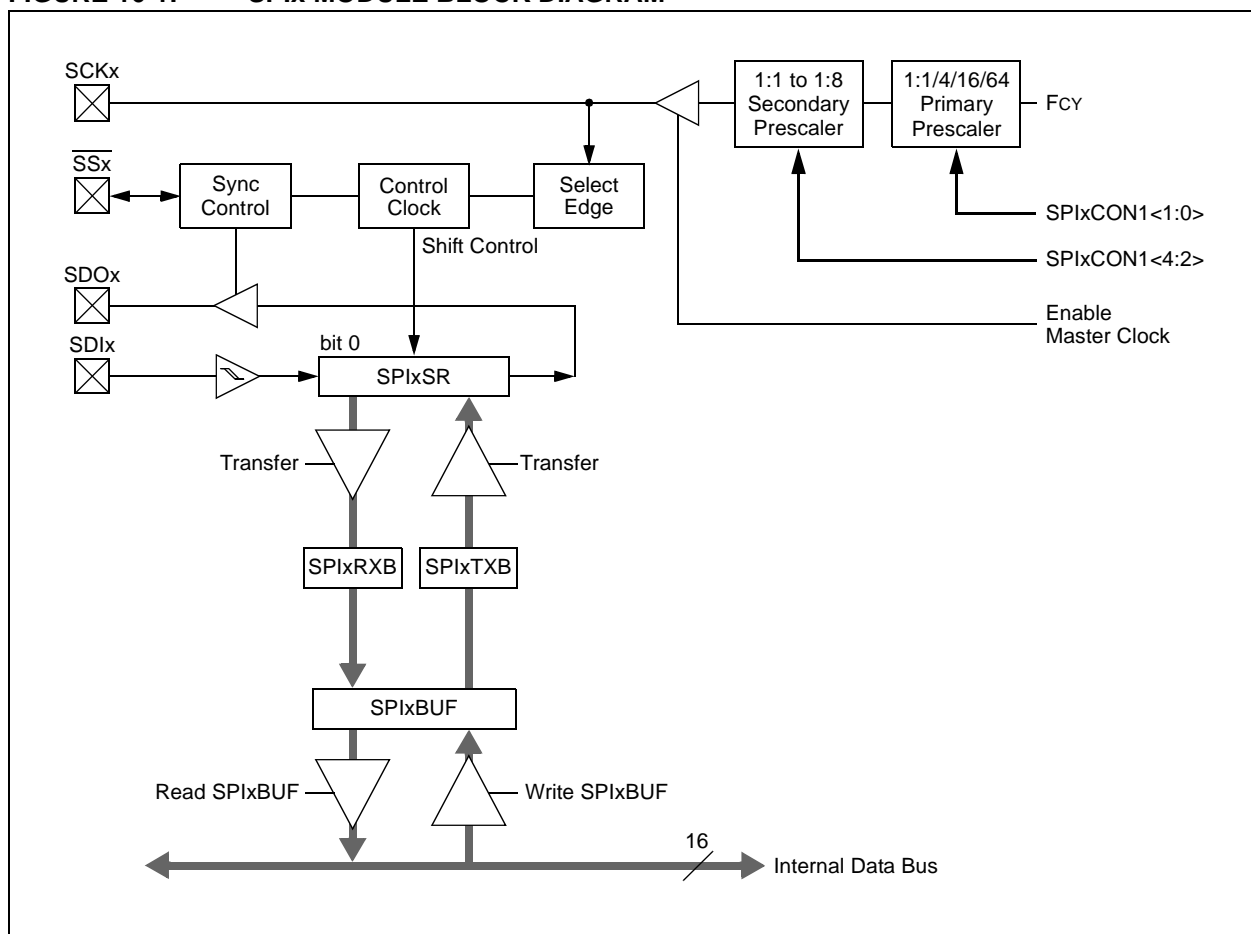 SCKx
1:1 to 1:8
Secondary
Prescaler
1:1/4/16/64
Primary
Prescaler
FCY
SSx
Sync
Control
Control
Clock
Select
Edge
SPIxCON1<1:0>
Shift Control
SPIxCON1<4:2>
SDOx
Enable
Master Clock
SDIx
bit 0
SPIxSR
Transfer
Transfer
SPIxRXB
SPIxTXB
SPIxBUF
Read SPIxBUF
Write SPIxBUF
16
Internal Data Bus